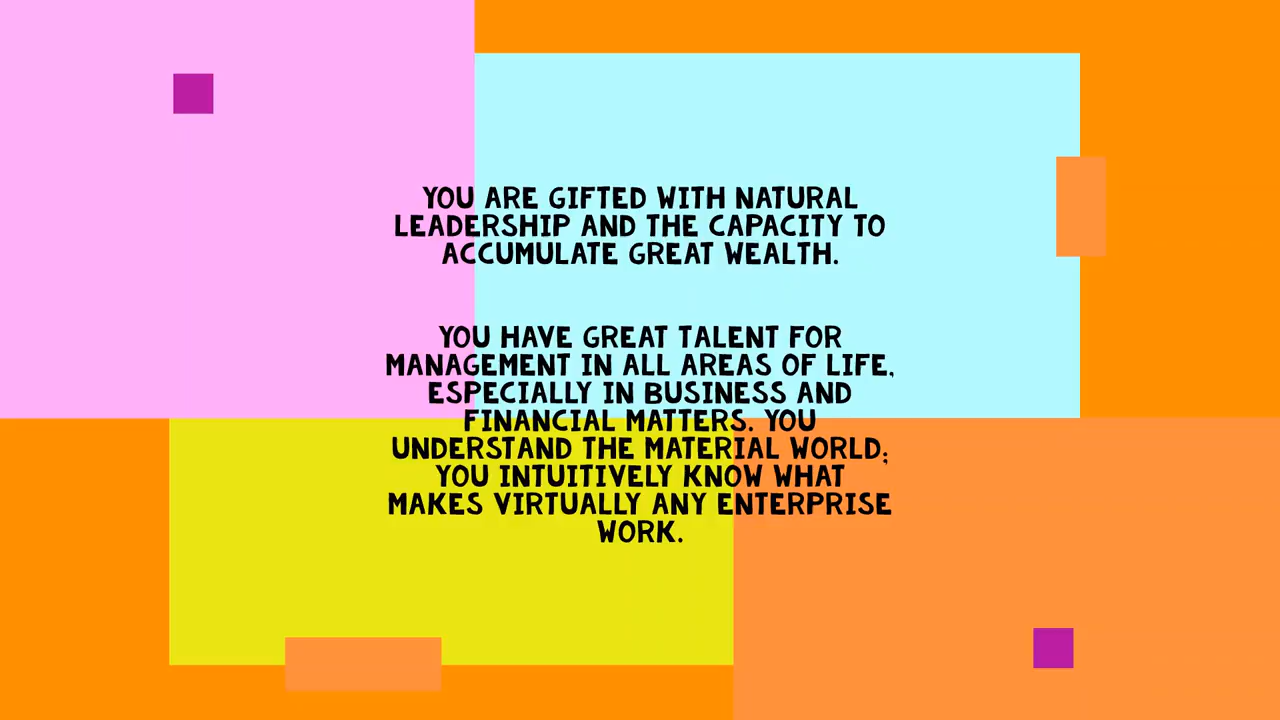 YOU ARE GIFTED WITH NATURAL
LEADERSHIP AND THE CAPACITY TO
ACCUMULATE GREAT WEALTH.
YOU HAVE GREAT TALENT FOR
MANAGEMENT IN ALL AREAS OF LIFE,
ESPECIALLY IN BUSINESS AND
FINANCIAL MATTERS. YOU
UNDERSTAND THE MATERIAL WORLD;
YOU INTUITIVELY KNOW WHAT
MAKES VIRTUALLY ANY ENTERPRISE
WORK.